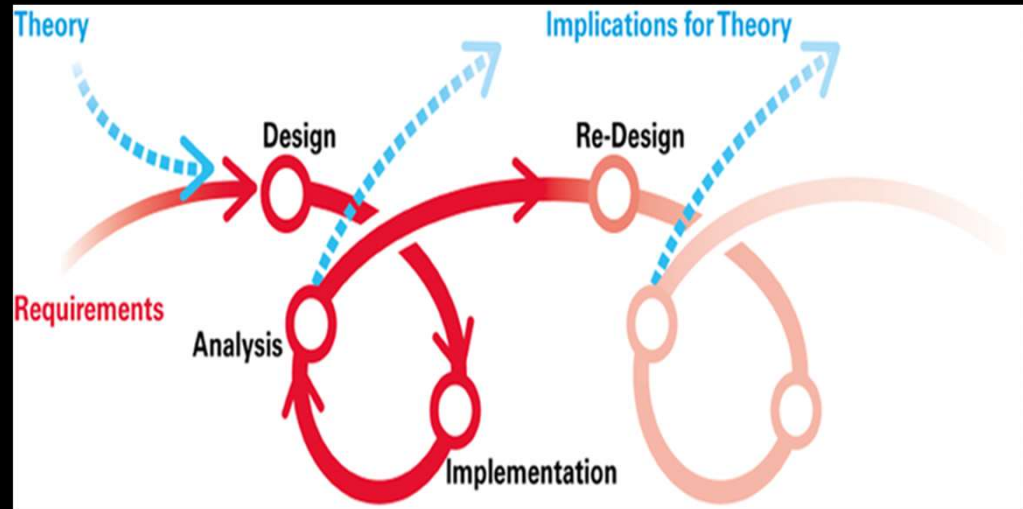 Theory
Implications for Theory
Design
Re-Design
Requirements
Analysis
Implementation